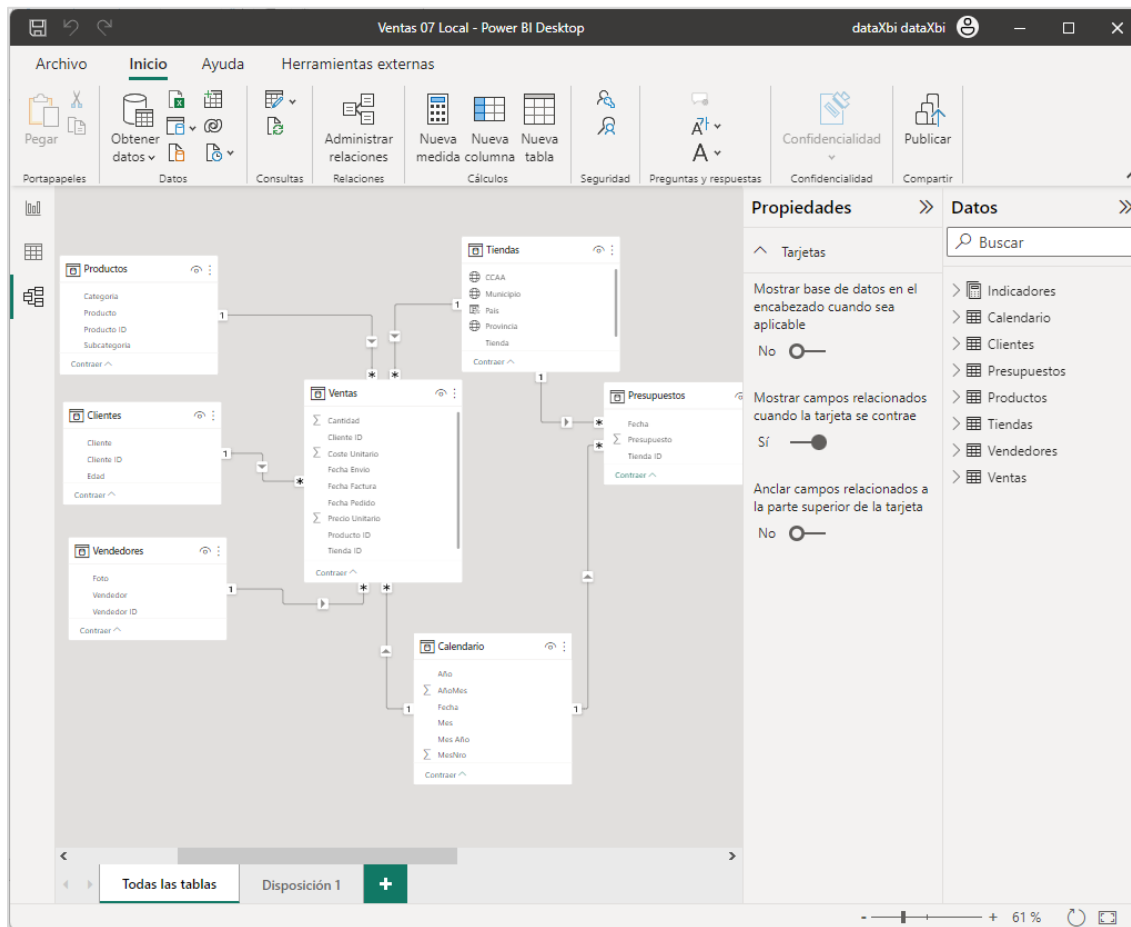 Ventas 07 Local - Power BI Desktop
dataXbi dataXbi
Archivo
Inicio
Ayuda
Herramientas externas
Pegar
Obtener
datos
Administrar
relaciones
Nueva
medida
Nueva
columna
Nueva
tabla
Confidencialidad
Publicar
Portapapeles
Datos
Consultas
Relaciones
Cálculos
Seguridad
Preguntas y respuestas
Confidencialidad
Compartir
Productos
Categoria
Producto
Producto ID
Subcategoria
Contraer
1
*
Tiendas
CCAA
Municipio
Pais
Provincia
Tienda
Contraer
1
*
1
*
Clientes
Cliente
Cliente ID
Edad
Contraer
1
*
Ventas
Cantidad
Cliente ID
Coste Unitario
Fecha Envio
Fecha Factura
Fecha Pedido
Precio Unitario
Producto ID
Tienda ID
Contraer
*
*
Presupuestos
Fecha
Presupuesto
Tienda ID
Contraer
*
Vendedores
Foto
Vendedor
Vendedor ID
Contraer
1
Calendario
Año
AñoMes
Fecha
Mes
Mes Año
MesNro
Contraer
1
1
Propiedades
Tarjetas
Mostrar base de datos en el
encabezado cuando sea
aplicable
No
Mostrar campos relacionados
cuando la tarjeta se contrae
Sí
Anclar campos relacionados a
la parte superior de la tarjeta
No
Datos
Buscar
Indicadores
Calendario
Clientes
Presupuestos
Productos
Tiendas
Vendedores
Ventas
Todas las tablas
Disposición 1
+
- + 61 %